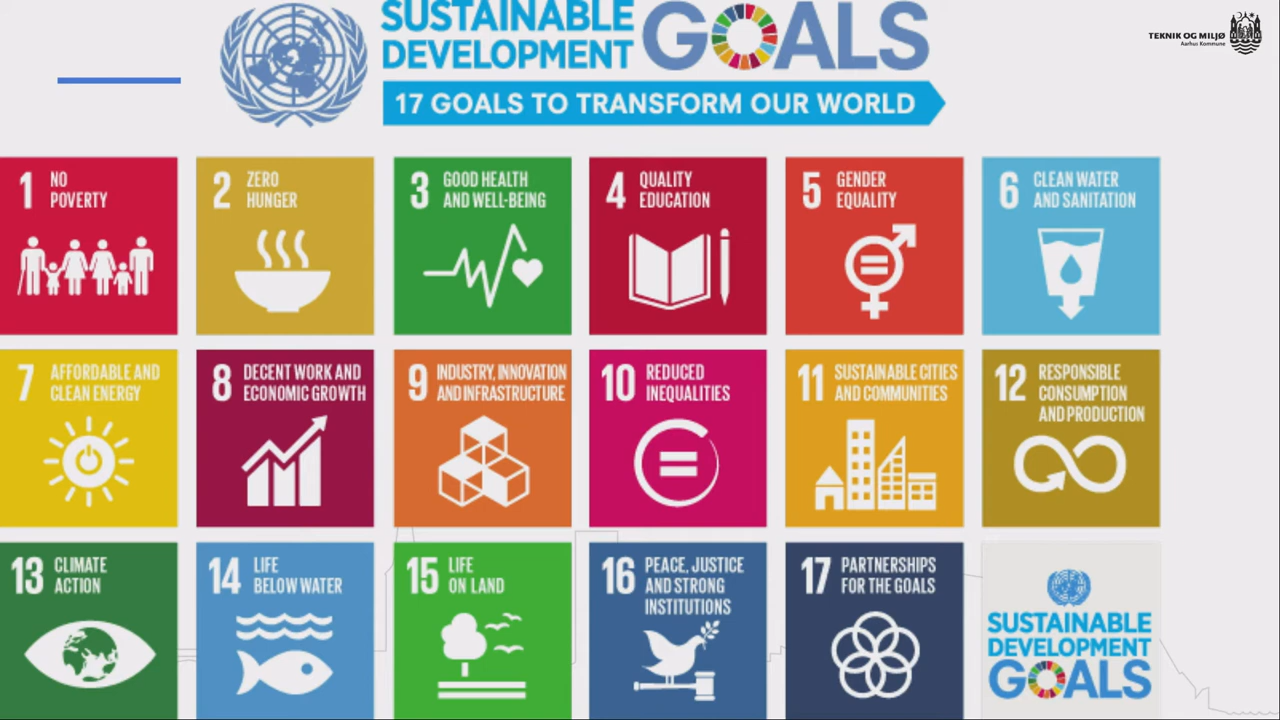 SUSTAINABLE
DEVELOPMENT
GOALS
17 GOALS TO TRANSFORM OUR WORLD
TEKNIK OG MILJØ
Aarhus Kommune
1 NO
POVERTY
2 ZERO
HUNGER
3 GOOD HEALTH
AND WELL-BEING
4 QUALITY
EDUCATION
5 GENDER
EQUALITY
6 CLEAN WATER
AND SANITATION
7 AFFORDABLE AND
CLEAN ENERGY
8 DECENT WORK AND
ECONOMIC GROWTH
9 INDUSTRY, INNOVATION
AND INFRASTRUCTURE
10 REDUCED
INEQUALITIES
11 SUSTAINABLE CITIES
AND COMMUNITIES
12 RESPONSIBLE
CONSUMPTION
AND PRODUCTION
13 CLIMATE
ACTION
14 LIFE
BELOW WATER
15 LIFE
ON LAND
16 PEACE, JUSTICE
AND STRONG
INSTITUTIONS
17 PARTNERSHIPS
FOR THE GOALS
SUSTAINABLE
DEVELOPMENT
GOALS